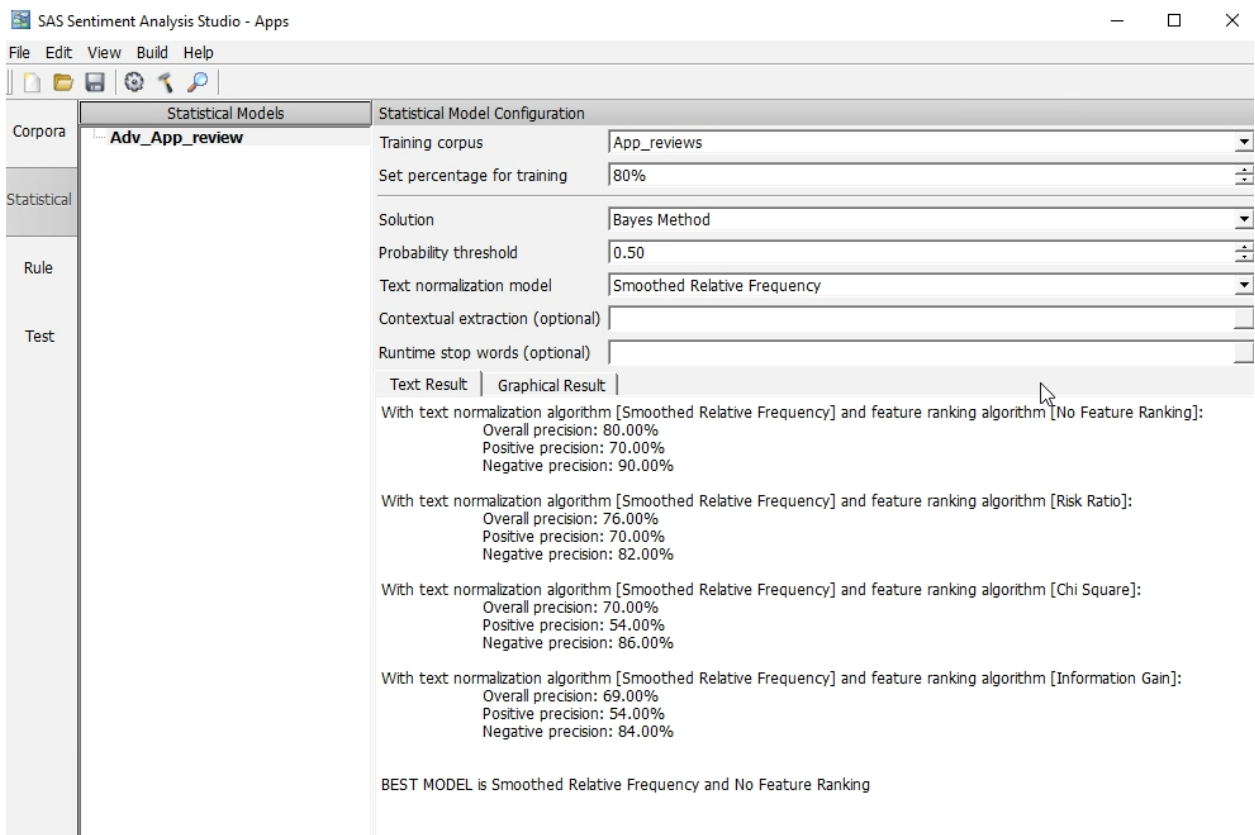 SAS Sentiment Analysis Studio - Apps
File Edit View Build Help
Corpora
Statistical
Rule
Test
Statistical Models
Adv_App_review
Statistical Model Configuration
Training corpus App_reviews
Set percentage for training 80%
Solution Bayes Method
Probability threshold 0.50
Text normalization model Smoothed Relative Frequency
Contextual extraction (optional)
Runtime stop words (optional)
Text Result Graphical Result
With text normalization algorithm [Smoothed Relative Frequency] and feature ranking algorithm [No Feature Ranking]:
Overall precision: 80.00%
Positive precision: 70.00%
Negative precision: 90.00%
With text normalization algorithm [Smoothed Relative Frequency] and feature ranking algorithm [Risk Ratio]:
Overall precision: 76.00%
Positive precision: 70.00%
Negative precision: 82.00%
With text normalization algorithm [Smoothed Relative Frequency] and feature ranking algorithm [Chi Square]:
Overall precision: 70.00%
Positive precision: 54.00%
Negative precision: 86.00%
With text normalization algorithm [Smoothed Relative Frequency] and feature ranking algorithm [Information Gain]:
Overall precision: 69.00%
Positive precision: 54.00%
Negative precision: 84.00%
BEST MODEL is Smoothed Relative Frequency and No Feature Ranking